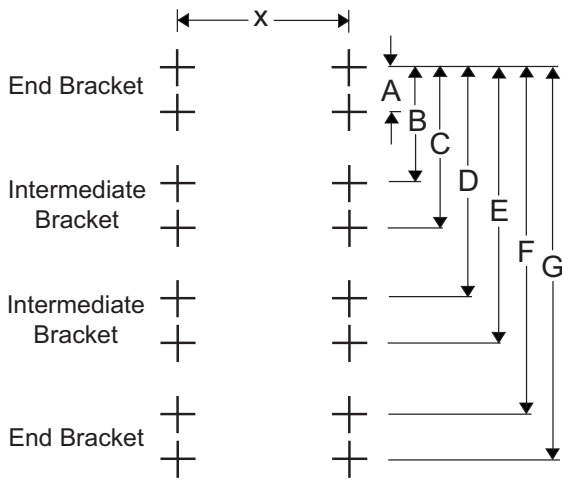 x
End Bracket
A
B
C
Intermediate
Bracket
D
E
F
G
Intermediate
Bracket
End Bracket